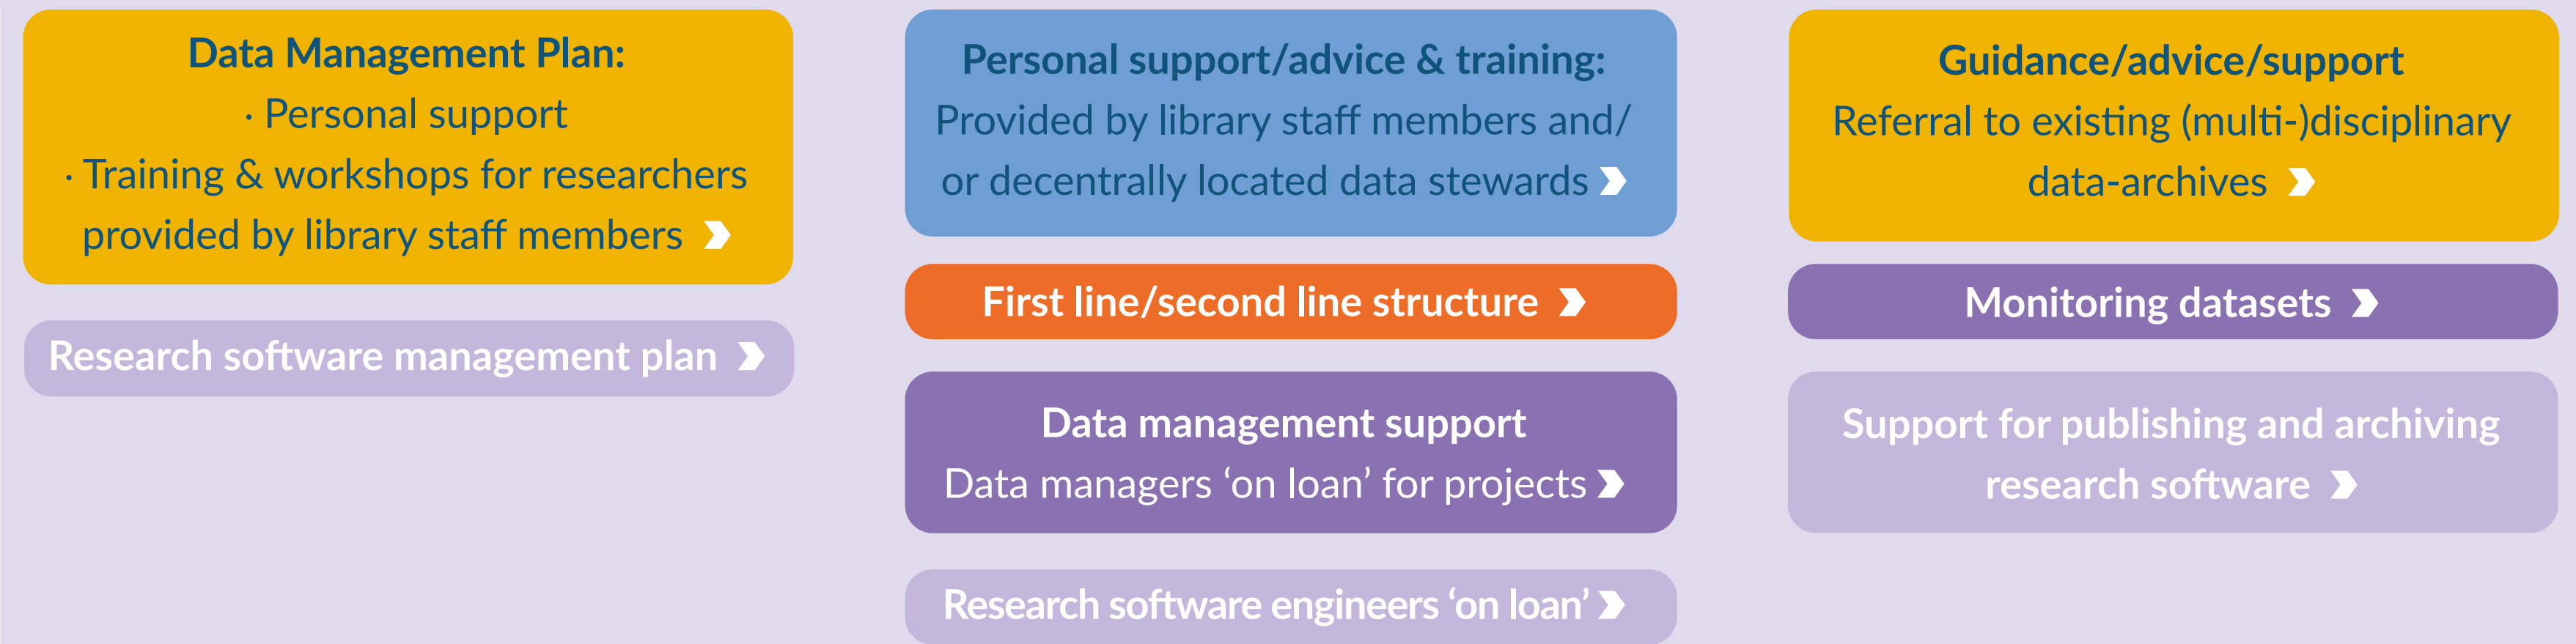 Data Management Plan:
· Personal support
· Training & workshops for researchers
provided by library staff members
Research software management plan
Personal support/advice & training:
Provided by library staff members and/
or decentrally located data stewards
First line/second line structure
Data management support
Data managers ‘on loan’ for projects
Research software engineers ‘on loan’
Guidance/advice/support
Referral to existing (multi-)disciplinary
data-archives
Monitoring datasets
Support for publishing and archiving
research software